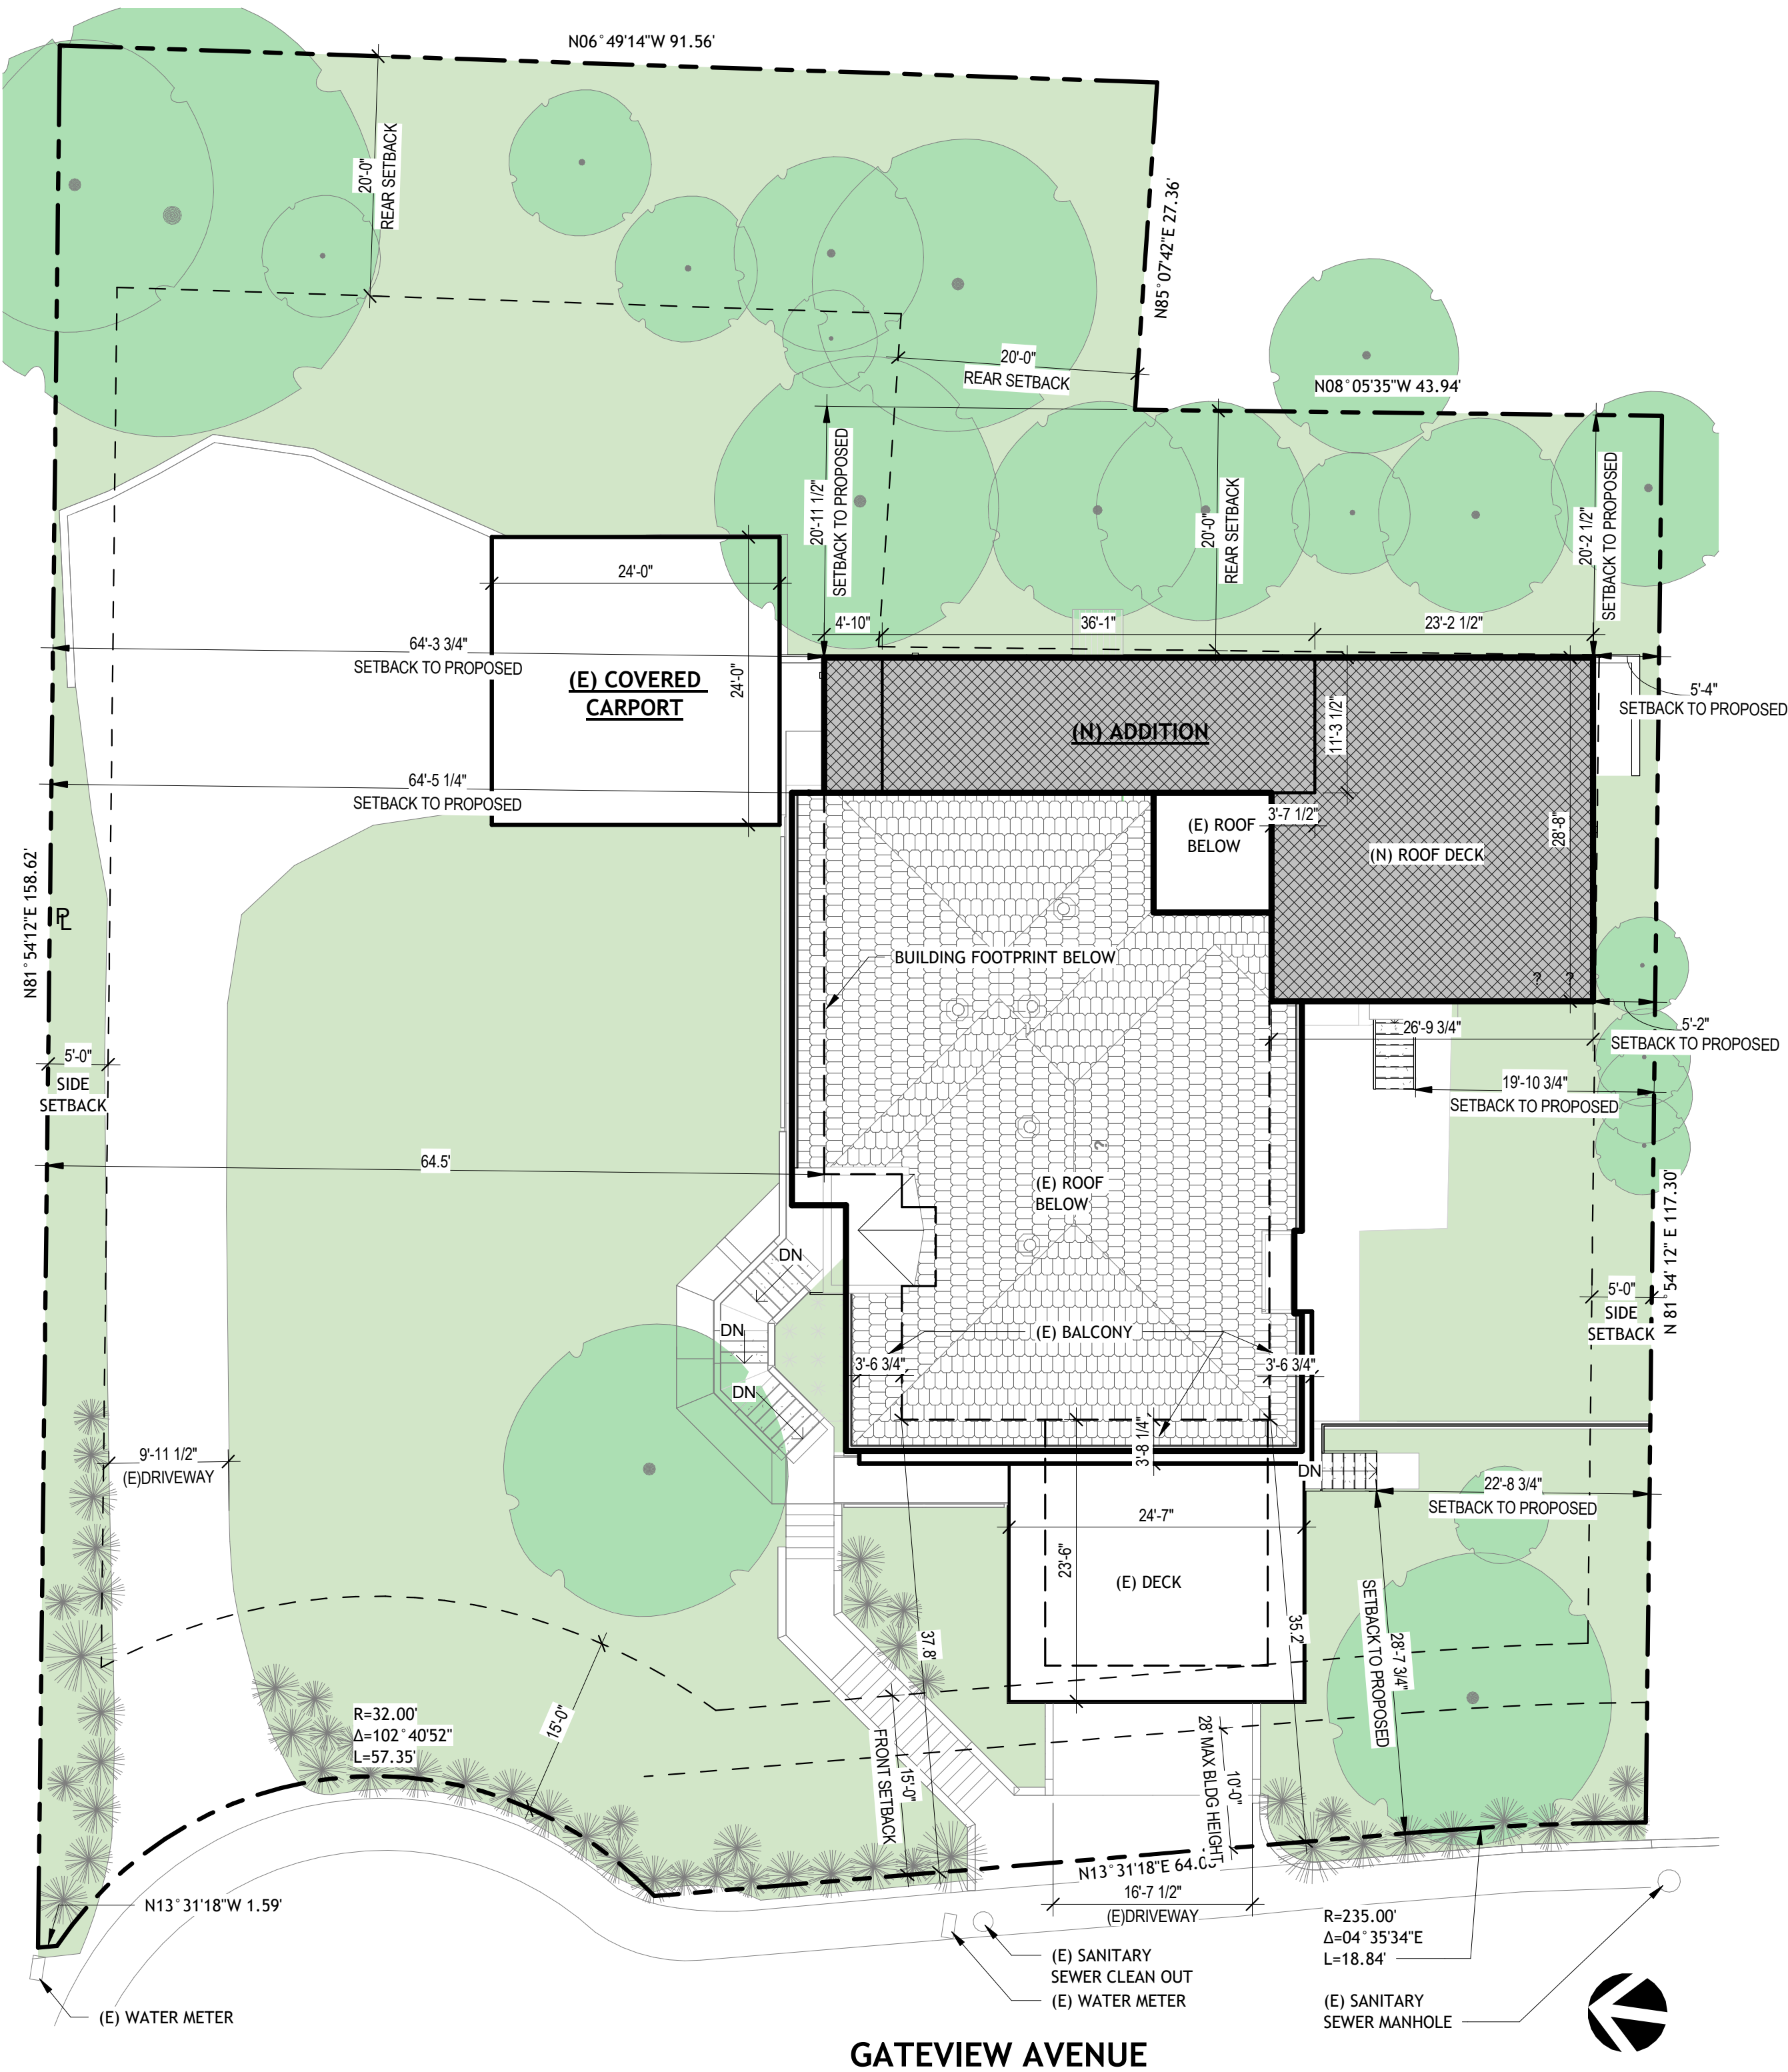 N06°49'14"W 91.56'
20'-0"
REAR SETBACK
N85°07'42"E 27.36'
20'-0"
REAR SETBACK
N08°05'35"W 43.94'
20'-11 1/2"
SETBACK TO PROPOSED
20'-0"
REAR SETBACK
20'-2 1/2"
SETBACK TO PROPOSED
24'-0"
4'-10"
36'-1"
23'-2 1/2"
64'-3 3/4"
SETBACK TO PROPOSED
(E) COVERED
CARPORT
24'-0"
5'-4"
SETBACK TO PROPOSED
(N) ADDITION
11'-3 1/2"
64'-5 1/4"
SETBACK TO PROPOSED
3'-7 1/2"
(E) ROOF
BELOW
(N) ROOF DECK
28'-8"
N81°54'12"E 158.62'
PL
BUILDING FOOTPRINT BELOW
? ?
26'-9 3/4"
5'-2"
SETBACK TO PROPOSED
5'-0"
SIDE
SETBACK
19'-10 3/4"
SETBACK TO PROPOSED
?
64.5'
(E) ROOF
BELOW
N 81°54'12" E 117.30'
DN
5'-0"
SIDE
SETBACK
DN
(E) BALCONY
3'-6 3/4"
3'-6 3/4"
DN
3'-8 1/4"
9'-11 1/2"
(E)DRIVEWAY
DN
22'-8 3/4"
SETBACK TO PROPOSED
24'-7"
23'-6"
(E) DECK
37.8'
35.2'
28'-7 3/4"
SETBACK TO PROPOSED
R=32.00'
Δ=102°40'52"
L=57.35'
15'-0"
FRONT SETBACK
15'-0"
28' MAX BLDG HEIGHT
10'-0"
N13°31'18"E
N13°31'18"W 1.59'
16'-7 1/2"
(E)DRIVEWAY
R=235.00'
Δ=04°35'34"E
L=18.84'
(E) SANITARY
SEWER CLEAN OUT
(E) WATER METER
(E) WATER METER
(E) SANITARY
SEWER MANHOLE
GATEVIEW AVENUE